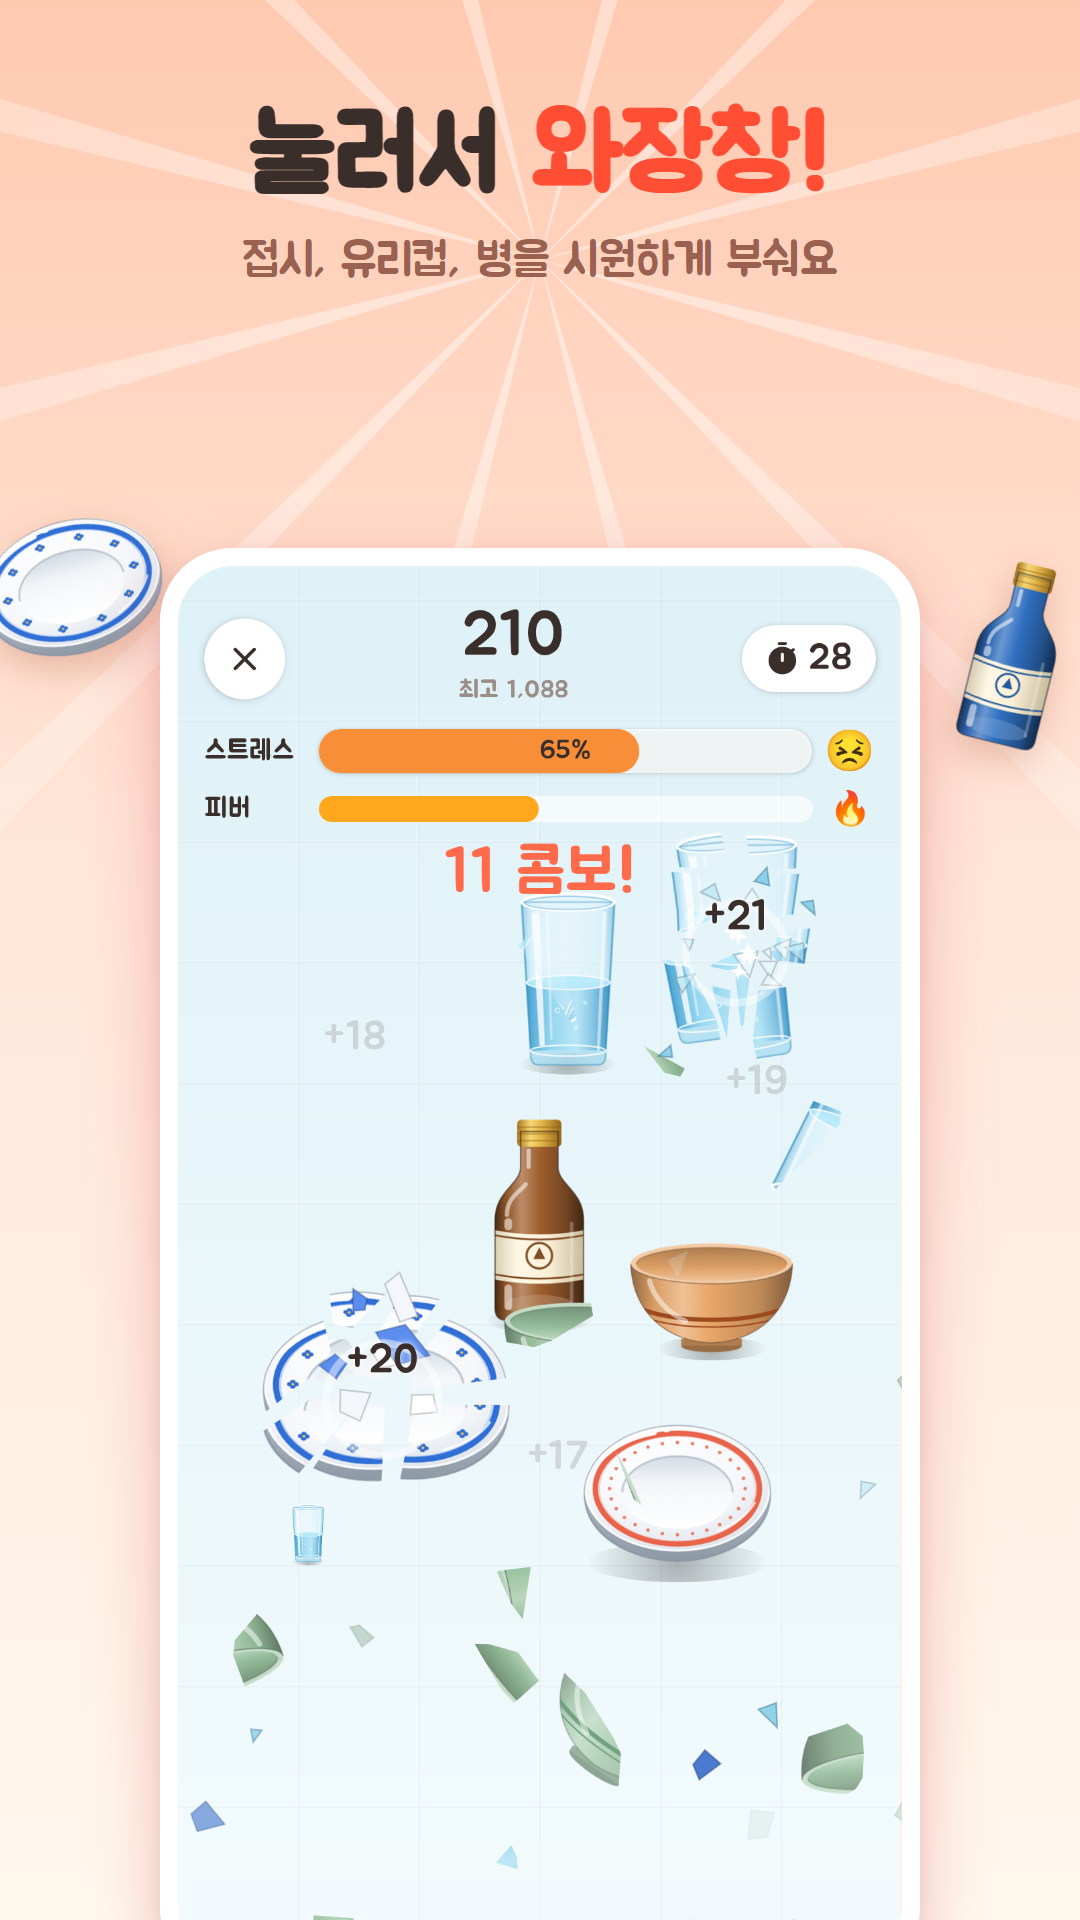 눌러서 와장창!
접시, 유리컵, 병을 시원하게 부숴요
210
최고 1,088
28
스트레스
65%
피버
11 콤보!
+21
+18
+19
+20
+17